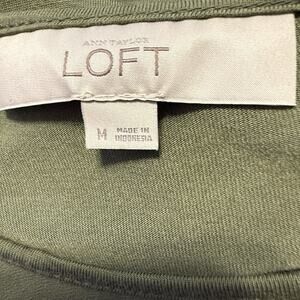 ANN TAYLOR
LOFT
M
MADE IN
INDONESIA